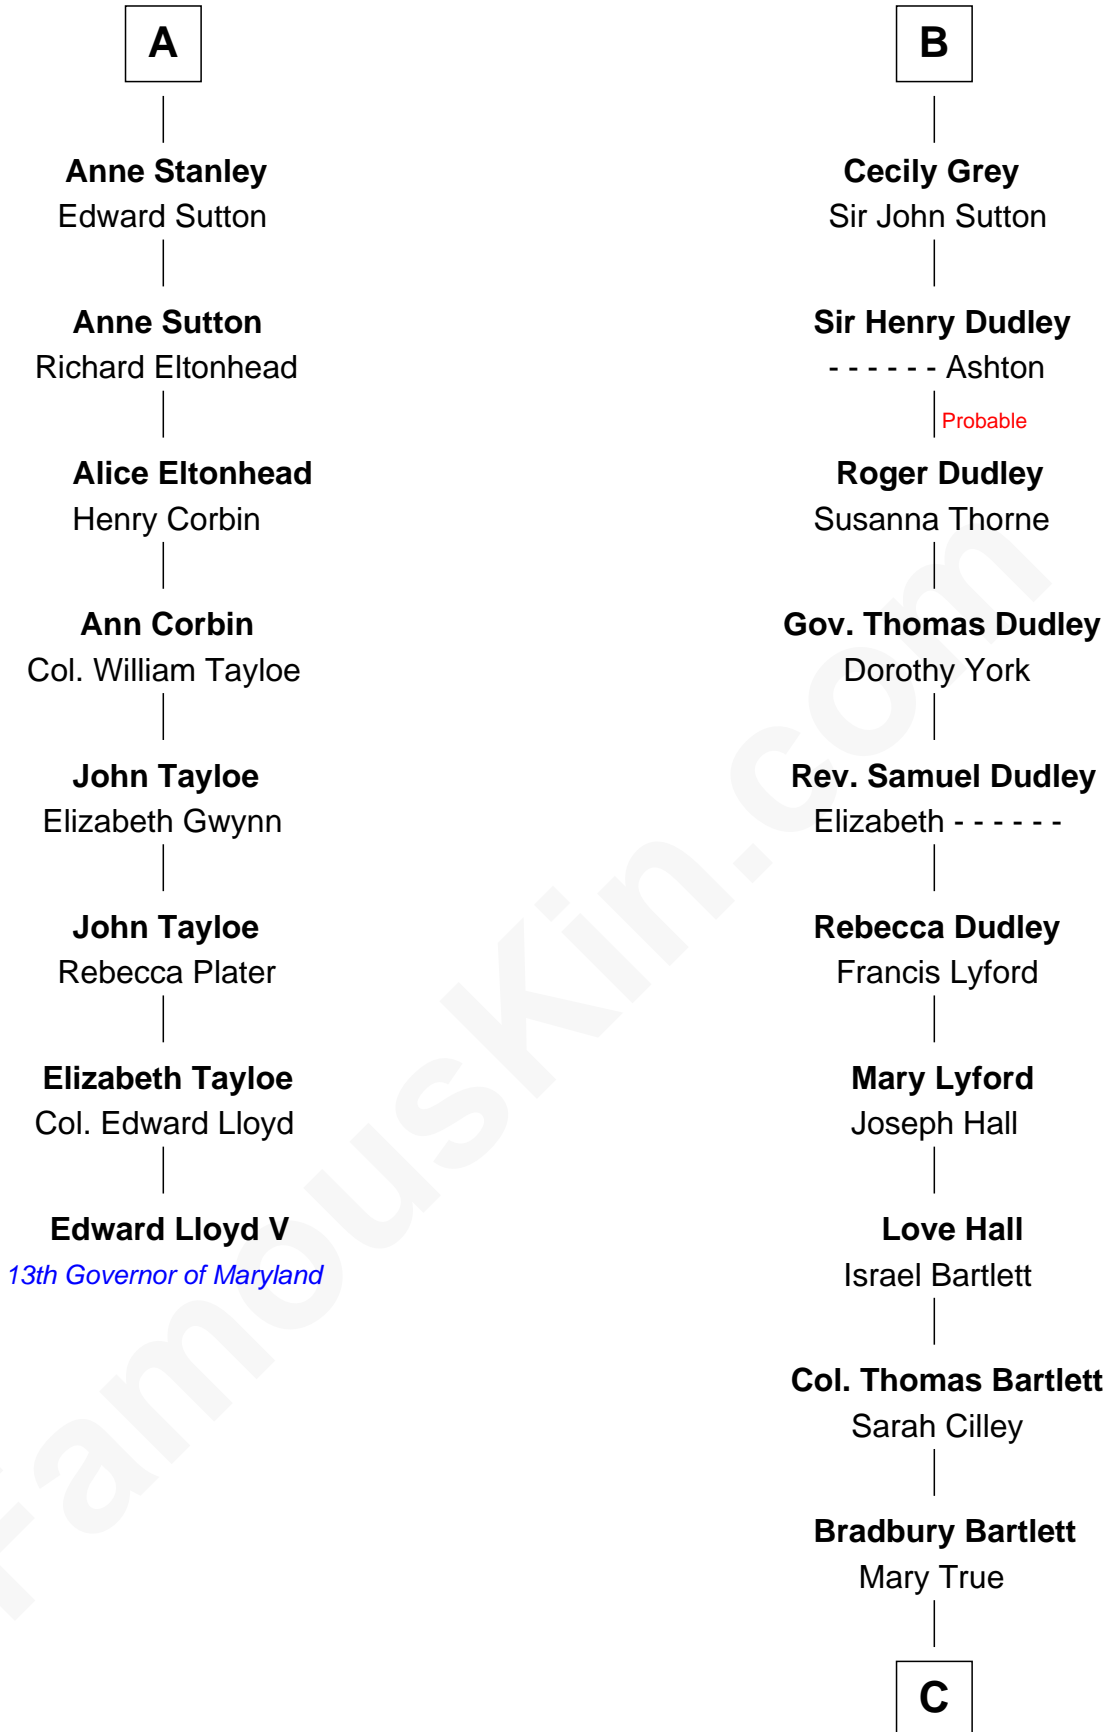 A
Anne Stanley
Edward Sutton
Anne Sutton
Richard Eltonhead
Alice Eltonhead
Henry Corbin
Ann Corbin
Col. William Tayloe
John Tayloe
Elizabeth Gwynn
John Tayloe
Rebecca Plater
Elizabeth Tayloe
Col. Edward Lloyd
Edward Lloyd V
13th Governor of Maryland
B
Cecily Grey
Sir John Sutton
Sir Henry Dudley
- - - - - - Ashton
Probable
Roger Dudley
Susanna Thorne
Gov. Thomas Dudley
Dorothy York
Rev. Samuel Dudley
Elizabeth - - - - - -
Rebecca Dudley
Francis Lyford
Mary Lyford
Joseph Hall
Love Hall
Israel Bartlett
Col. Thomas Bartlett
Sarah Cilley
Bradbury Bartlett
Mary True
C
FamousKin.com